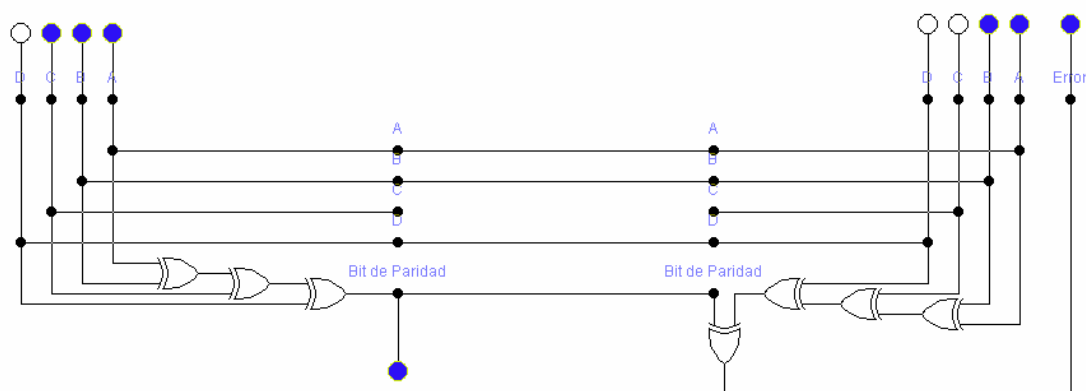 D C B A
D C B A Error
A A
B B
C C
D D
Bit de Paridad Bit de Paridad